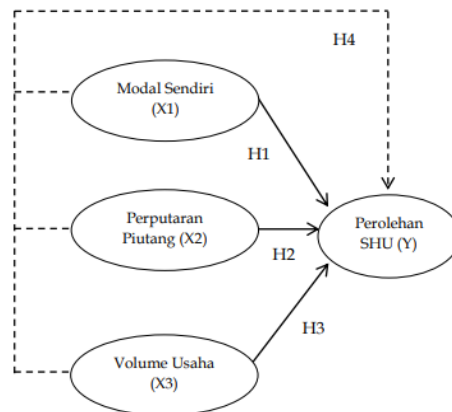 H4
Modal Sendiri
(X1)
H1
Perputaran
Piutang (X2)
H2
Perolehan
SHU (Y)
H3
Volume Usaha
(X3)